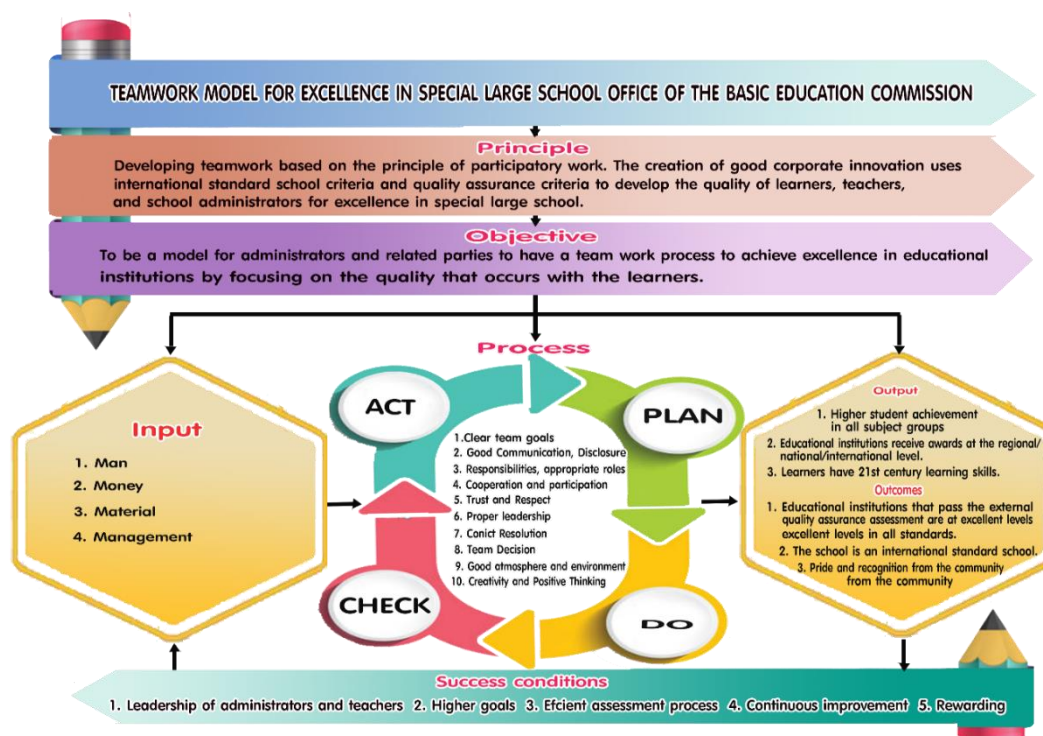 TEAMWORK MODEL FOR EXCELLENCE IN SPECIAL LARGE SCHOOL OFFICE OF THE BASIC EDUCATION COMMISSION
Principle
Developing teamwork based on the principle of participatory work. The creation of good corporate innovation uses
international standard school criteria and quality assurance criteria to develop the quality of learners, teachers,
and school administrators for excellence in special large school.
Objective
To be a model for administrators and related parties to have a team work process to achieve excellence in educational
institutions by focusing on the quality that occurs with the learners.
Input
1. Man
2. Money
3. Material
4. Management
Process
ACT
PLAN
CHECK
DO
1.Clear team goals
2. Good Communication, Disclosure
3. Responsibilities, appropriate roles
4. Cooperation and participation
5. Trust and Respect
6. Proper leadership
7. Conict Resolution
8. Team Decision
9. Good atmosphere and environment
10. Creativity and Positive Thinking
Output
1. Higher student achievement
in all subject groups
2. Educational institutions receive awards at the regional/
national/international level.
3. Learners have 21st century learning skills.
Outcomes
1. Educational institutions that pass the external
quality assurance assessment are at excellent levels
excellent levels in all standards.
2. The school is an international standard school.
3. Pride and recognition from the community
from the community
Success conditions
1. Leadership of administrators and teachers 2. Higher goals 3. Efcient assessment process 4. Continuous improvement 5. Rewarding